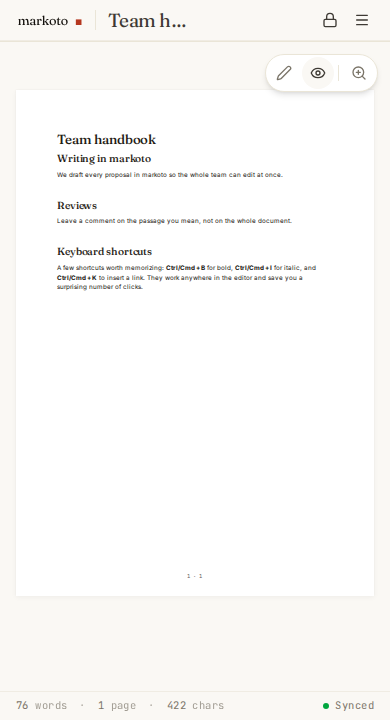 markoto
Team h...
Team handbook
Writing in markoto
We draft every proposal in markoto so the whole team can edit at once.
Reviews
Leave a comment on the passage you mean, not on the whole document.
Keyboard shortcuts
A few shortcuts worth memorizing: Ctrl/Cmd+B for bold, Ctrl/Cmd+I for italic, and
Ctrl/Cmd+K to insert a link. They work anywhere in the editor and save you a
surprising number of clicks.
1 - 1
76 words · 1 page · 422 chars
Synced